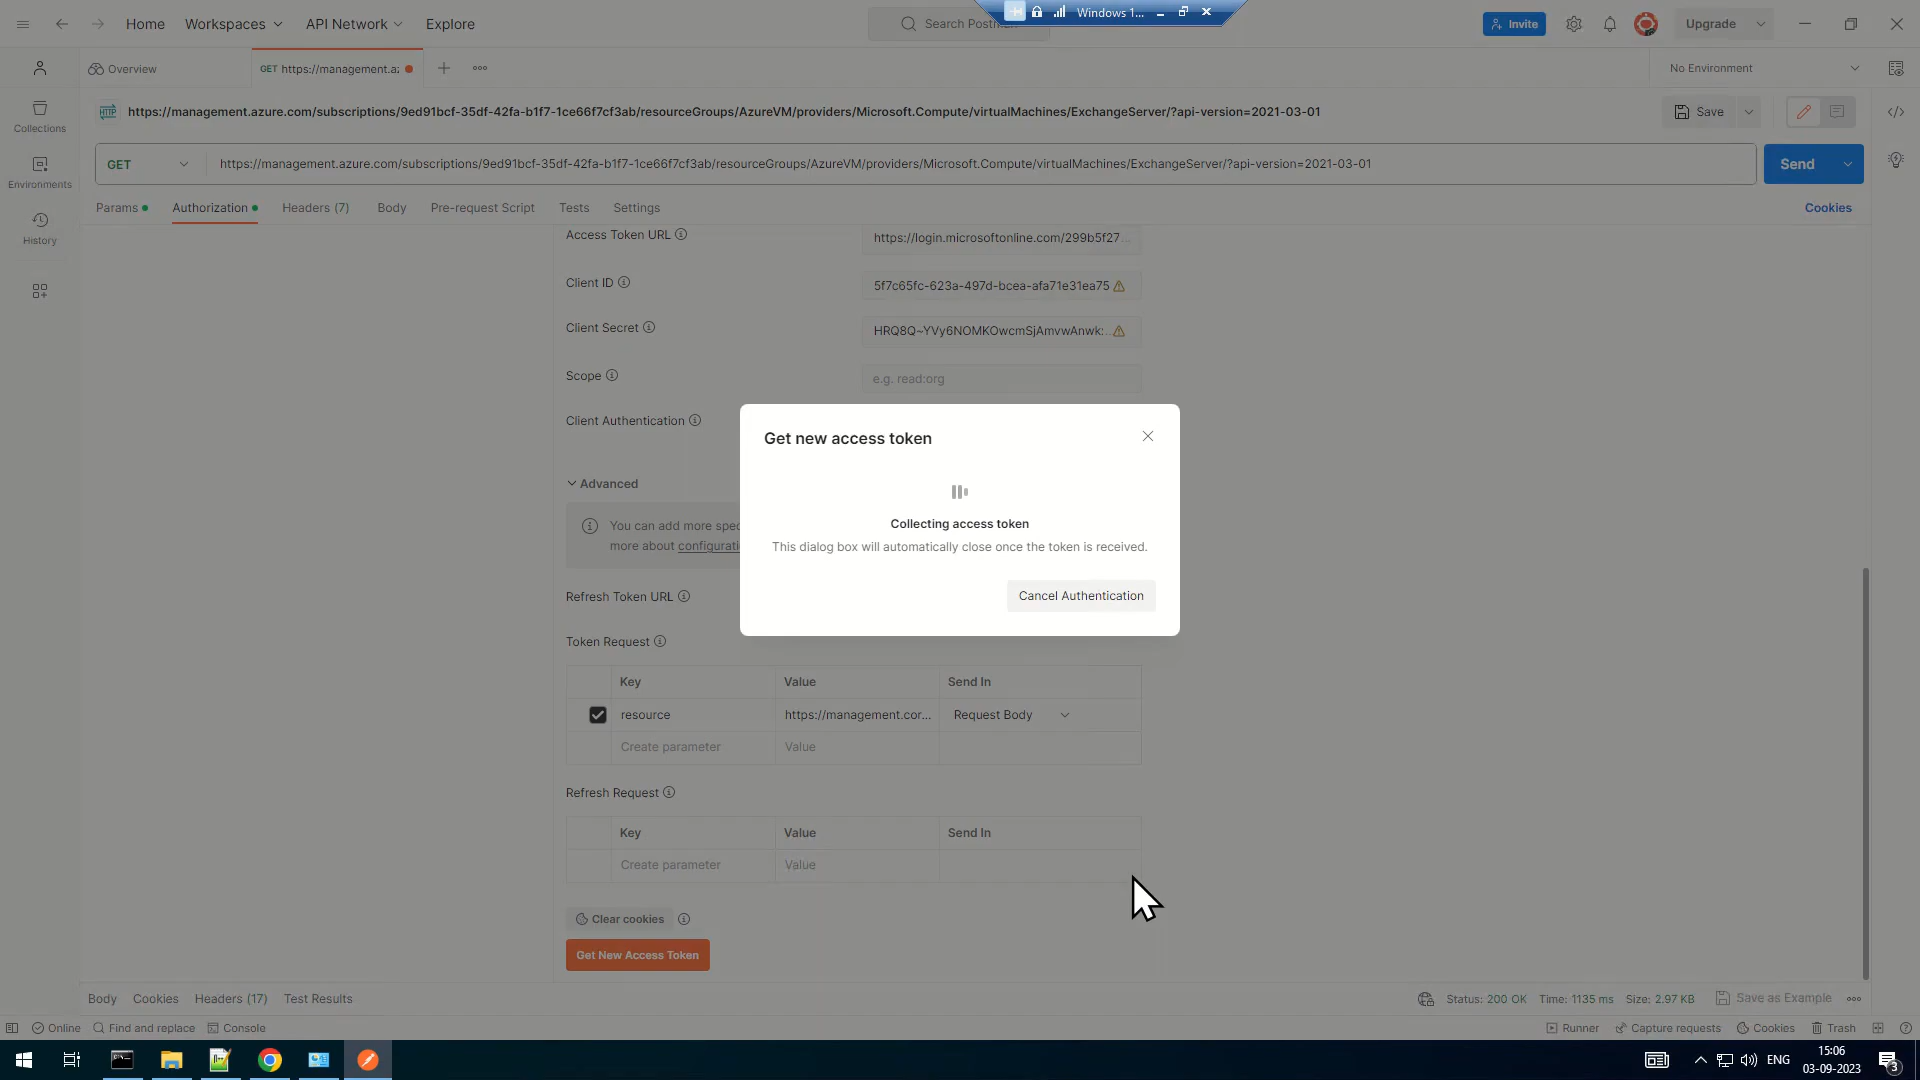 Home Workspaces API Network Explore
Windows 1...
Invite Upgrade
Overview
GET https://management.az
No Environment
https://management.azure.com/subscriptions/9ed91bcf-35df-42fa-b1f7-1ce66f7cf3ab/resourceGroups/AzureVM/providers/Microsoft.Compute/virtualMachines/ExchangeServer/?api-version=2021-03-01
Save
GET https://management.azure.com/subscriptions/9ed91bcf-35df-42fa-b1f7-1ce66f7cf3ab/resourceGroups/AzureVM/providers/Microsoft.Compute/virtualMachines/ExchangeServer/?api-version=2021-03-01
Send
Collections
Environments
History
Params Authorization Headers (7) Body Pre-request Script Tests Settings Cookies
Access Token URL https://login.microsoftonline.com/299b5f27...
Client ID 5f7c65fc-623a-497d-bcea-afa71e31ea75
Client Secret HRQ8Q~YVy6NOMKOwcmSjAmvwAnwk:
Scope e.g. read:org
Client Authentication
Get new access token
Collecting access token
This dialog box will automatically close once the token is received.
Cancel Authentication
Advanced
You can add more spec
more about configurati
Refresh Token URL
Token Request
Key Value Send In
resource https://management.cor... Request Body
Create parameter Value
Refresh Request
Key Value Send In
Create parameter Value
Clear cookies
Get New Access Token
Body Cookies Headers (17) Test Results
Status: 200 OK Time: 1135 ms Size: 2.97 KB Save as Example
Online Find and replace Console
Runner Capture requests Cookies Trash
ENG
15:06
03-09-2023
3